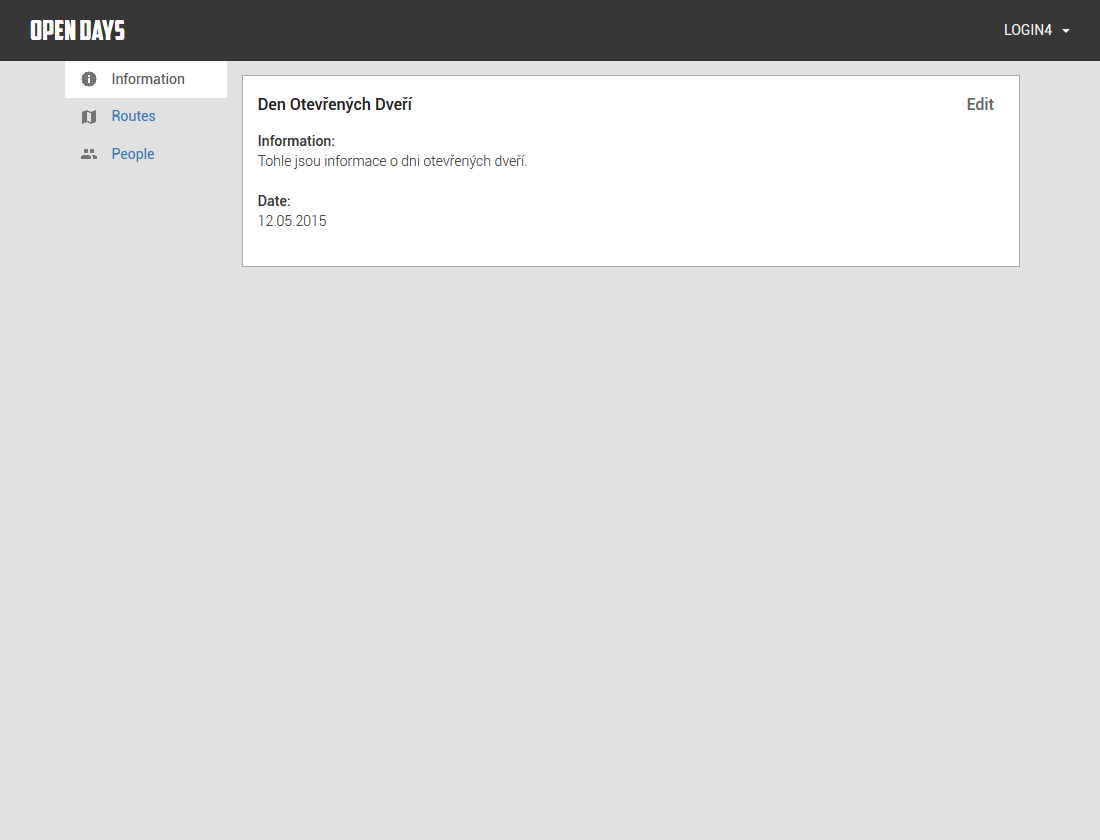 OPEN DAYS
LOGIN4
Information
Routes
People
Den Otevřených Dveří
Edit
Information:
Tohle jsou informace o dni otevřených dveří.
Date:
12.05.2015